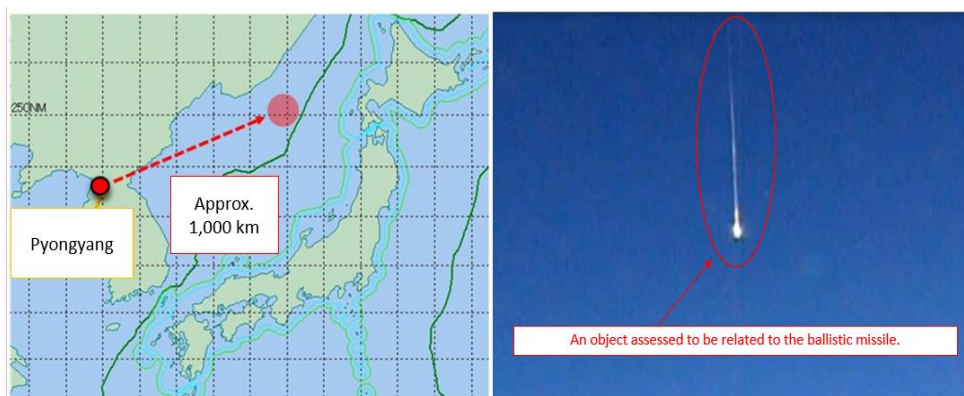 250NM
Pyongyang
Approx.
1,000 km
An object assessed to be related to the ballistic missile.